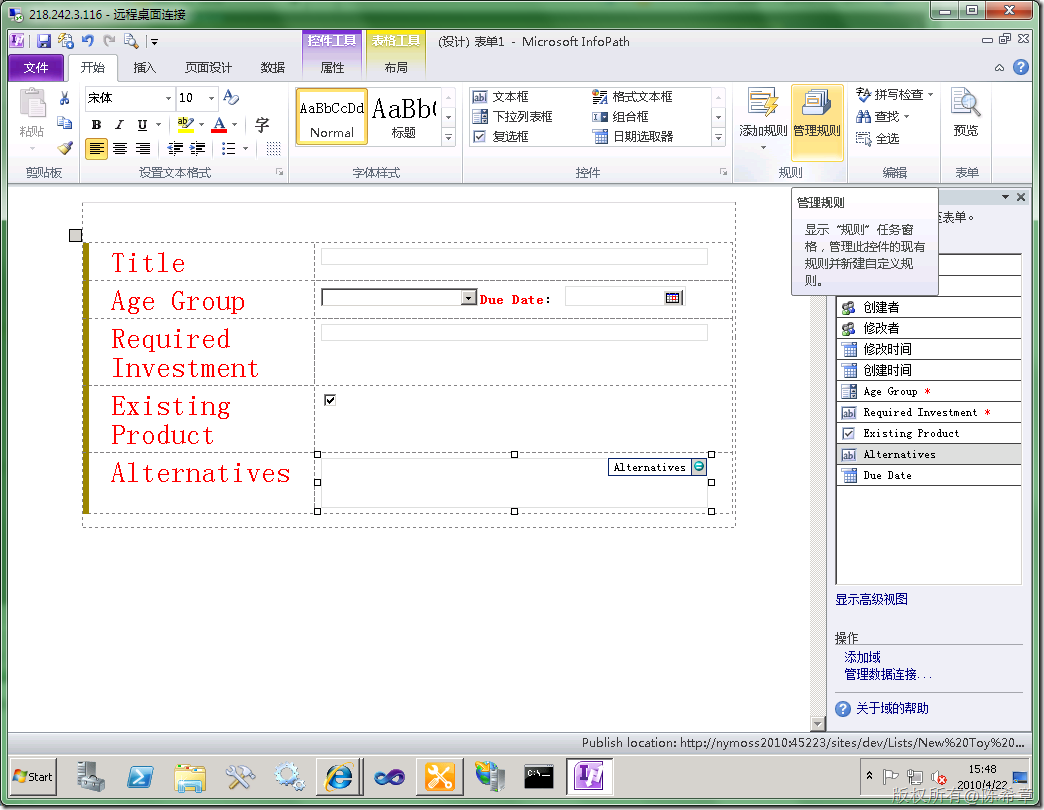 218.242.3.116 - 远程桌面连接
控件工具 表格工具 (设计) 表单1 - Microsoft InfoPath
文件 开始 插入 页面设计 数据 属性 布局
粘贴
宋体 10
B I U
字
AaBbCcDd
Normal
AaBb(
标题
文本框 格式文本框
下拉列表框 组合框
复选框 日期选取器
添加规则 管理规则
拼写检查
查找
全选
预览
剪贴板 设置文本格式 字体样式 控件 规则 编辑 表单
管理规则
显示“规则”任务窗
格，管理此控件的现有
规则并新建自定义规
则。
至表单。
Title
Age Group
Due Date:
Required
Investment
Existing
Product
Alternatives
Alternatives
创建者
修改者
修改时间
创建时间
Age Group *
Required Investment *
Existing Product
Alternatives
Due Date
显示高级视图
操作
添加域
管理数据连接...
关于域的帮助
Publish location: http://nymoss2010:45223/sites/dev/Lists/New%20Toy%20...
Start
C:\_
15:48
2010/4/22
版权所有@陈希章